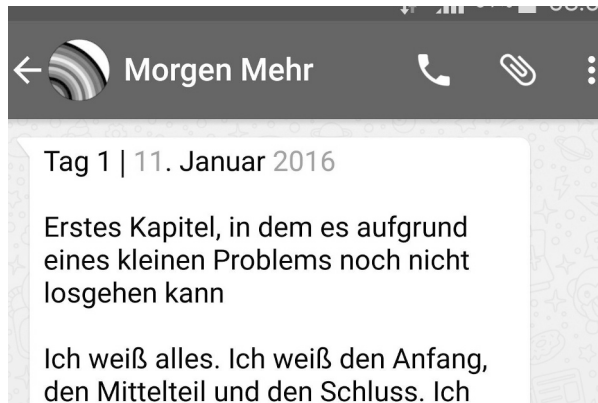 Morgen Mehr
Tag 1 | 11. Januar 2016
Erstes Kapitel, in dem es aufgrund
eines kleinen Problems noch nicht
losgehen kann
Ich weiß alles. Ich weiß den Anfang,
den Mittelteil und den Schluss. Ich